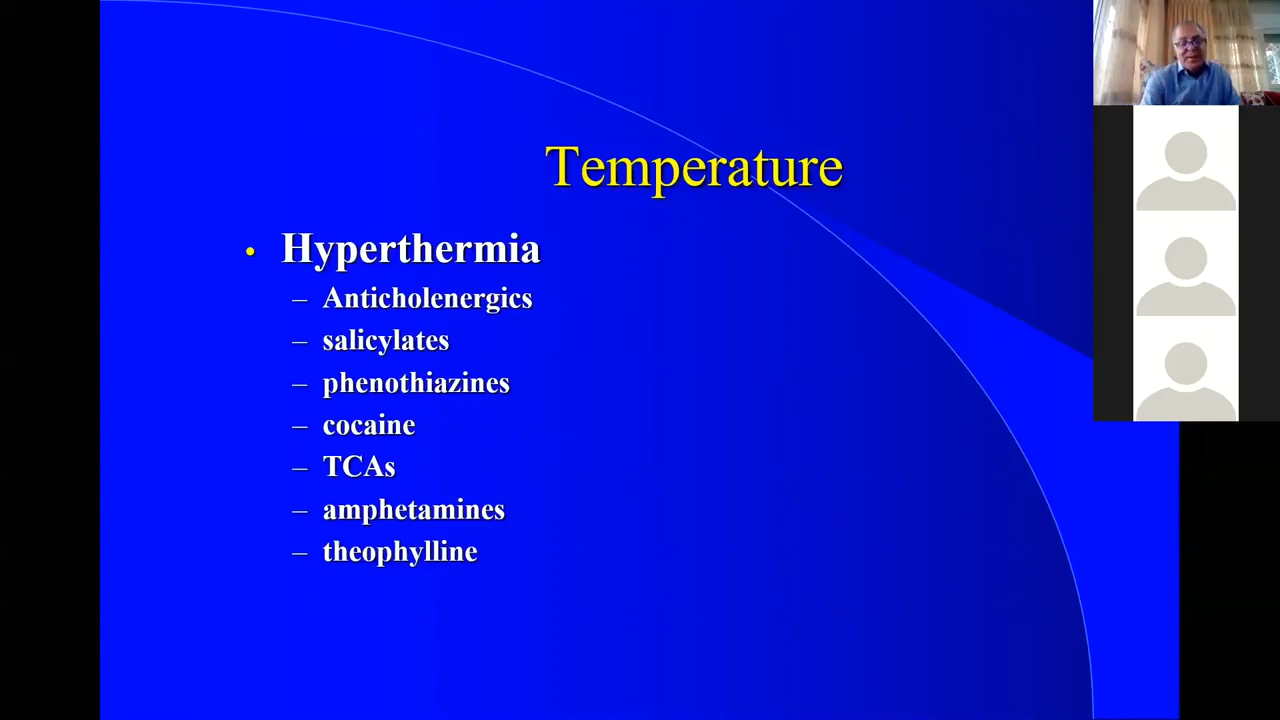 Temperature
• Hyperthermia
– Anticholenergics
– salicylates
– phenothiazines
– cocaine
– TCAs
– amphetamines
– theophylline